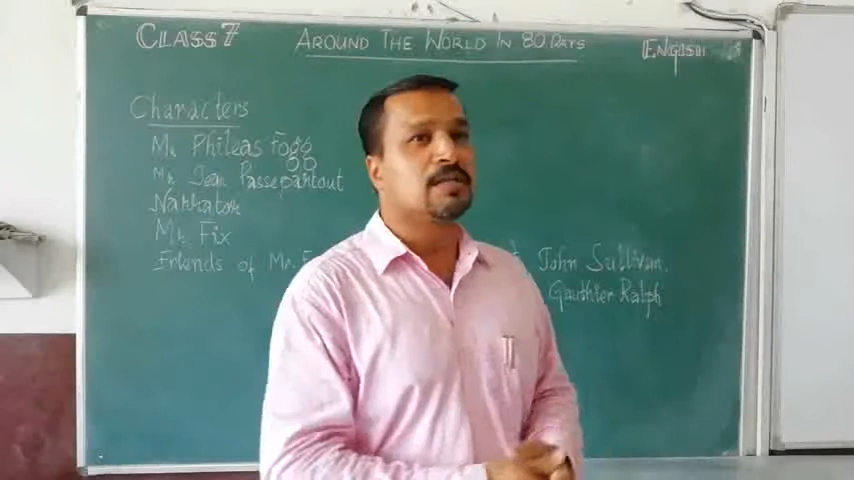 CLASS 7
AROUND THE WORLD IN 80 DAYS
ENGLISH
Characters
Mr. Phileas Fogg
Mr. Jean Passepartout
Narrator
Mr. Fix
Friends of Mr. F
John Sullivan.
Gauthier Ralph